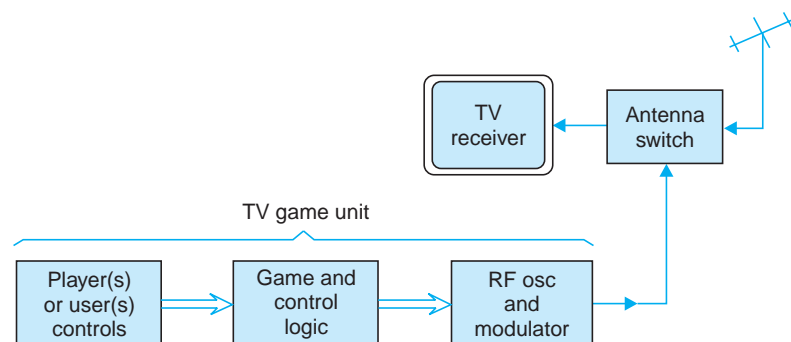 TV
receiver
Antenna
switch
TV game unit
Player(s)
or user(s)
controls
Game and
control
logic
RF osc
and
modulator